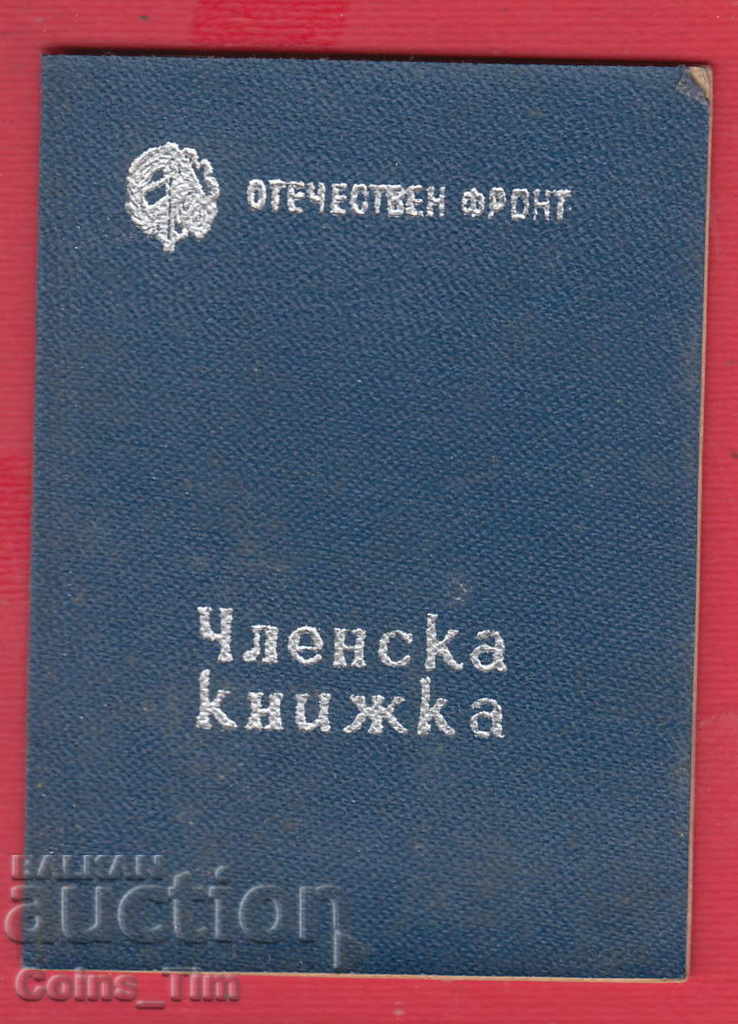 ОТЕЧЕСТВЕН ФРОНТ
Членска
книжка
BALKAN
auction
Coins_Tim